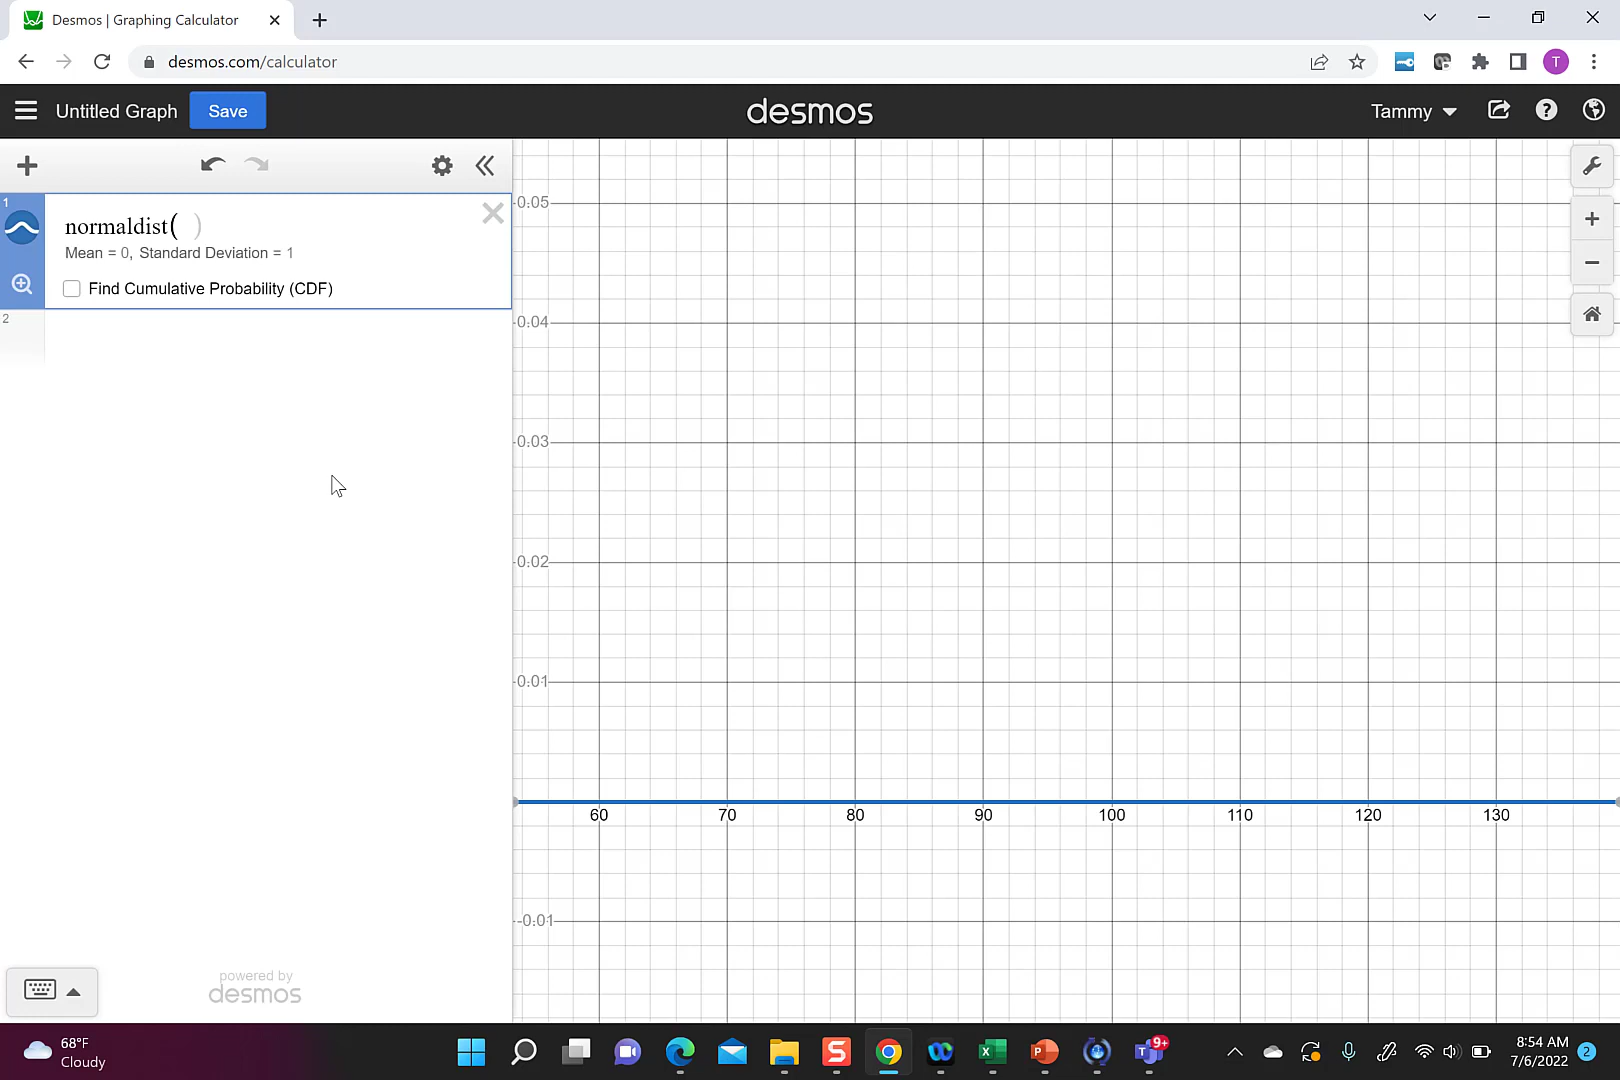 Desmos | Graphing Calculator
desmos.com/calculator
T
Untitled Graph
Save
desmos
Tammy
1
normaldist( )
Mean = 0, Standard Deviation = 1
Find Cumulative Probability (CDF)
2
0.05
0.04
0.03
0.02
0.01
60 70 80 90 100 110 120 130
-0.01
powered by
desmos
68°F
Cloudy
S
X
P
T
9+
8:54 AM
7/6/2022
2